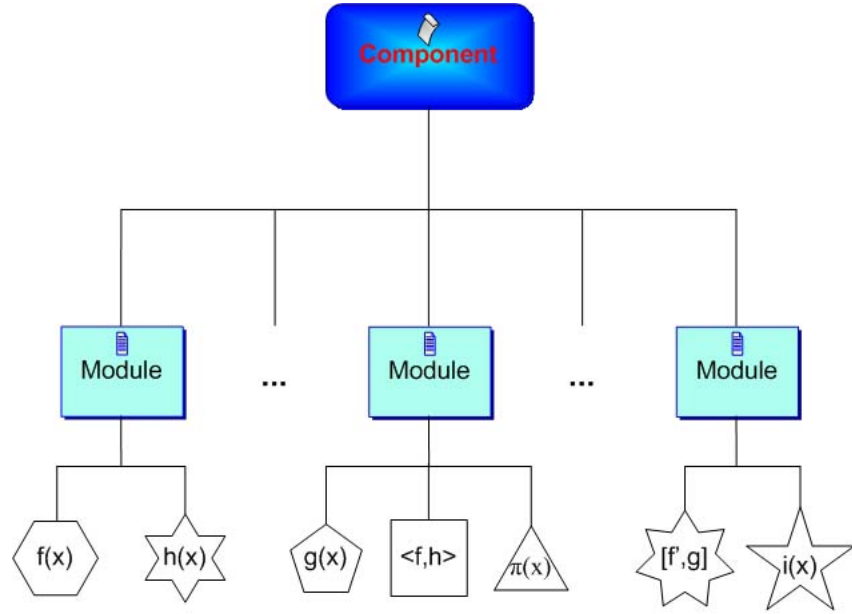 Component
Module
...
Module
...
Module
f(x)
h(x)
g(x)
<f,h>
π(x)
[f',g]
i(x)